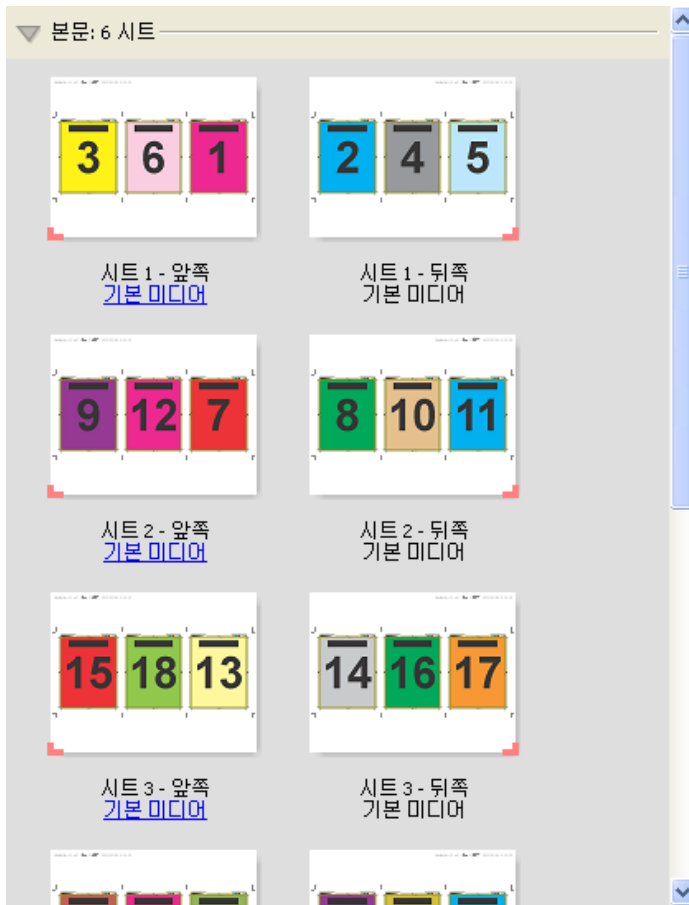 본문: 6 시트
3 6 1
2 4 5
시트 1 - 앞쪽
기본 미디어
시트 1 - 뒤쪽
기본 미디어
9 12 7
8 10 11
시트 2 - 앞쪽
기본 미디어
시트 2 - 뒤쪽
기본 미디어
15 18 13
14 16 17
시트 3 - 앞쪽
기본 미디어
시트 3 - 뒤쪽
기본 미디어